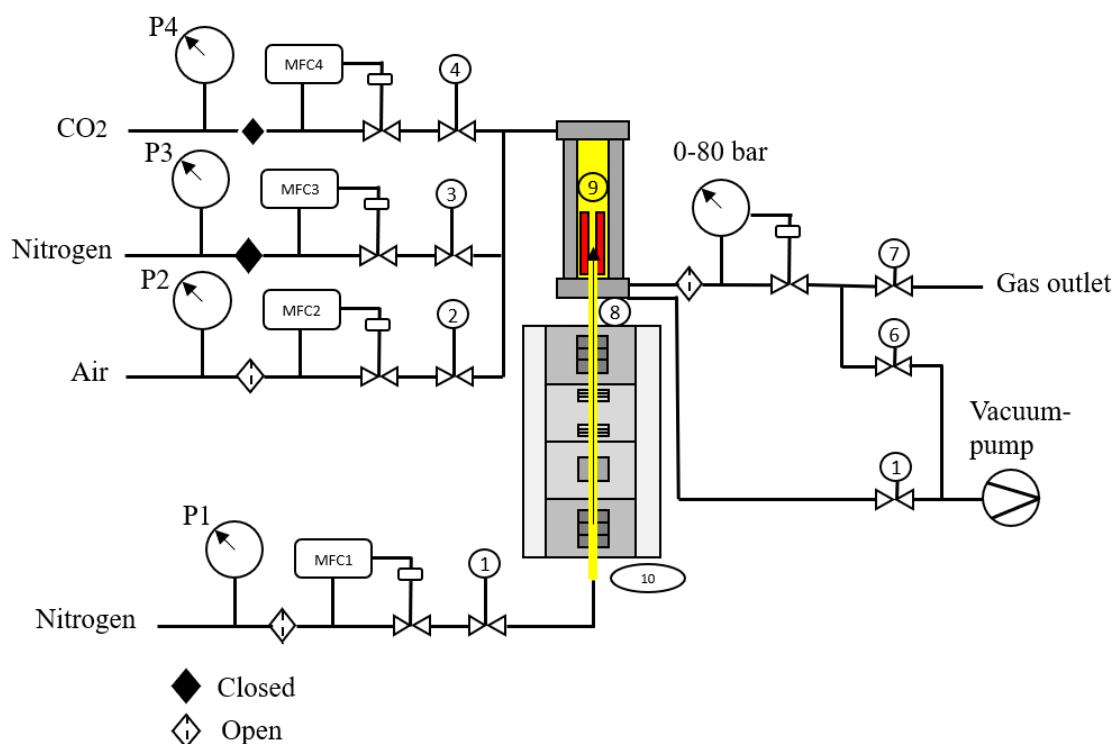 P4
MFC4
4
CO2
P3
MFC3
3
Nitrogen
P2
MFC2
2
Air
9
8
0-80 bar
7
Gas outlet
6
Vacuum-
pump
1
P1
MFC1
1
10
Nitrogen
Closed
Open